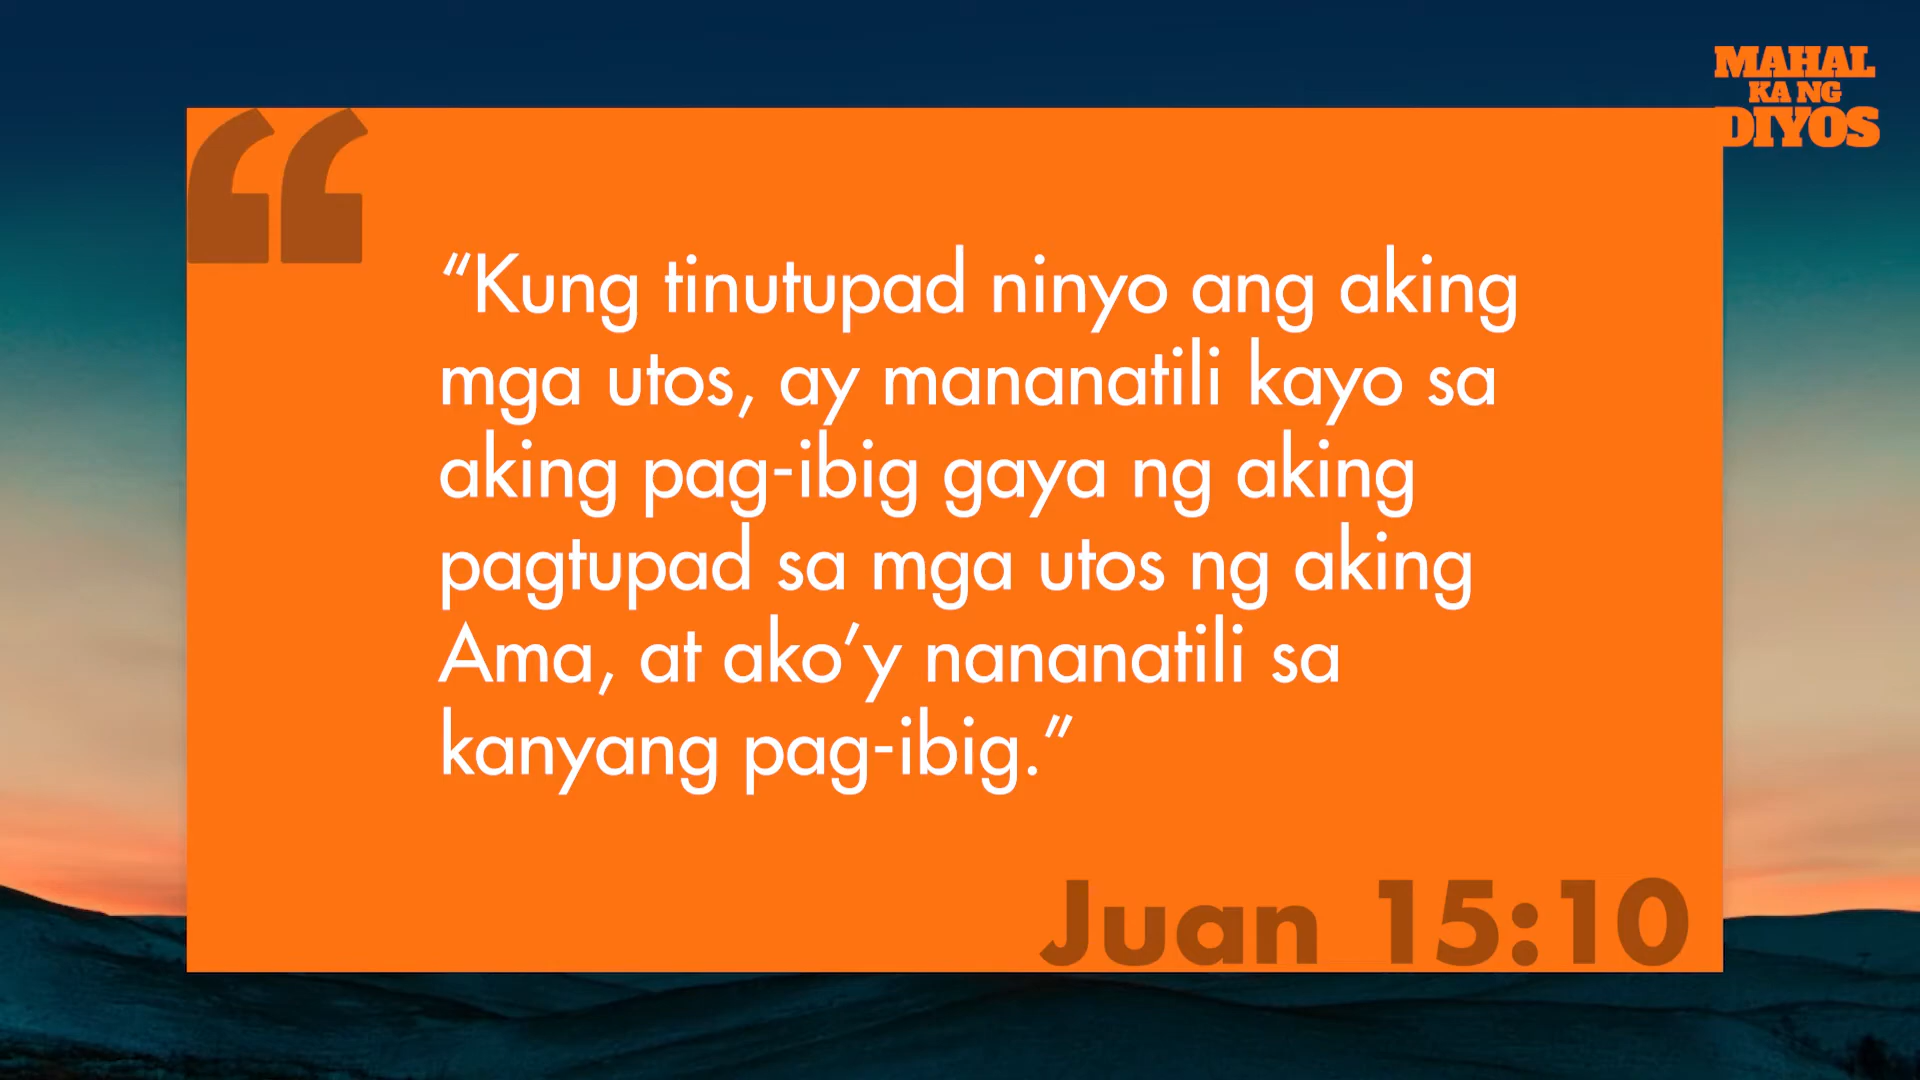 MAHAL
KA NG
DIYOS
“Kung tinutupad ninyo ang aking
mga utos, ay mananatili kayo sa
aking pag-ibig gaya ng aking
pagtupad sa mga utos ng aking
Ama, at ako’y nananatili sa
kanyang pag-ibig.”
Juan 15:10